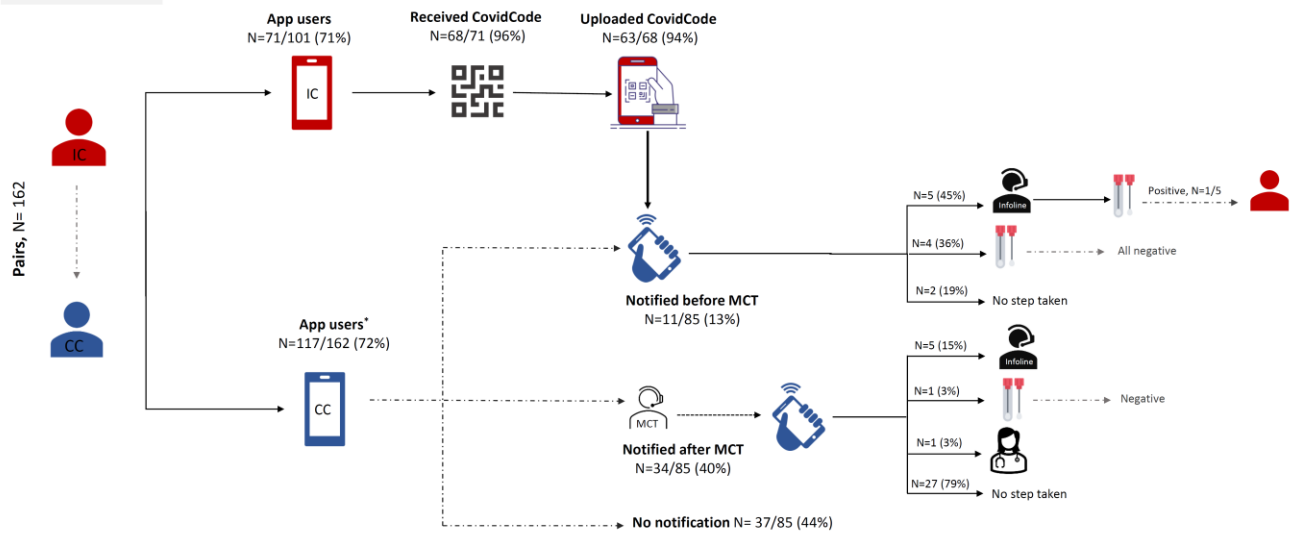 App users
N=71/101 (71%)
Received CovidCode
N=68/71 (96%)
Uploaded CovidCode
N=63/68 (94%)
IC
IC
Pairs, N= 162
CC
App users*
N=117/162 (72%)
CC
Notified before MCT
N=11/85 (13%)
N=5 (45%)
Infoline
Positive, N=1/5
N=4 (36%)
All negative
N=2 (19%)
No step taken
MCT
Notified after MCT
N=34/85 (40%)
N=5 (15%)
Infoline
N=1 (3%)
Negative
N=1 (3%)
N=27 (79%)
No step taken
No notification N= 37/85 (44%)